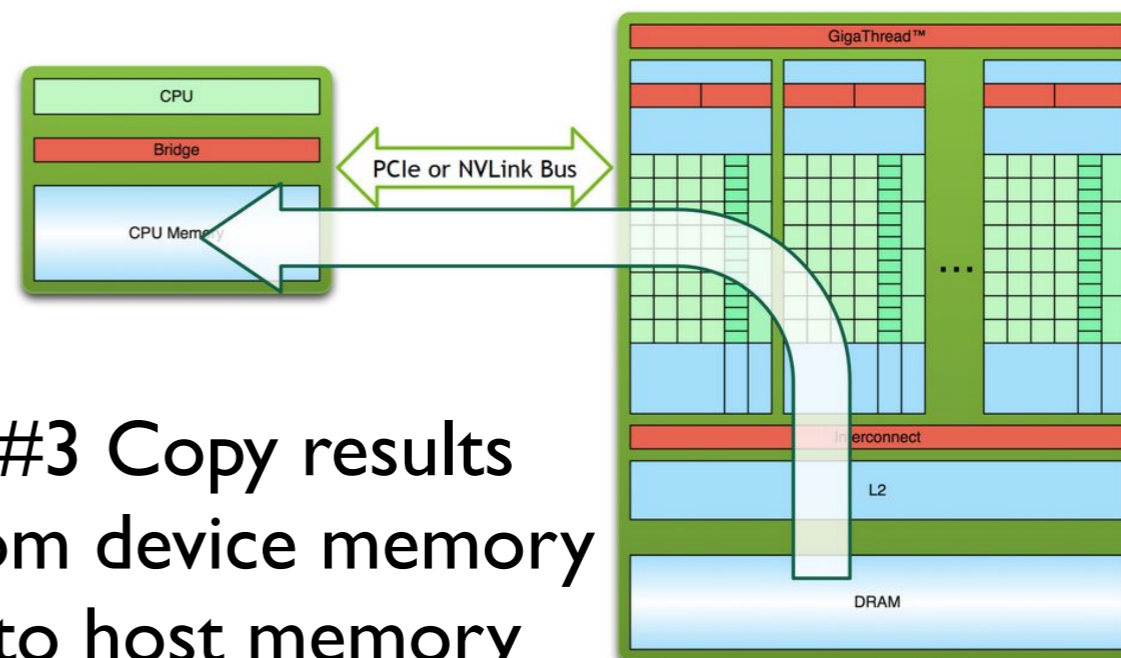 GigaThread™
CPU
Bridge
PCIe or NVLink Bus
CPU Memory
...
#3 Copy results
om device memory
to host memory
erconnect
L2
DRAM